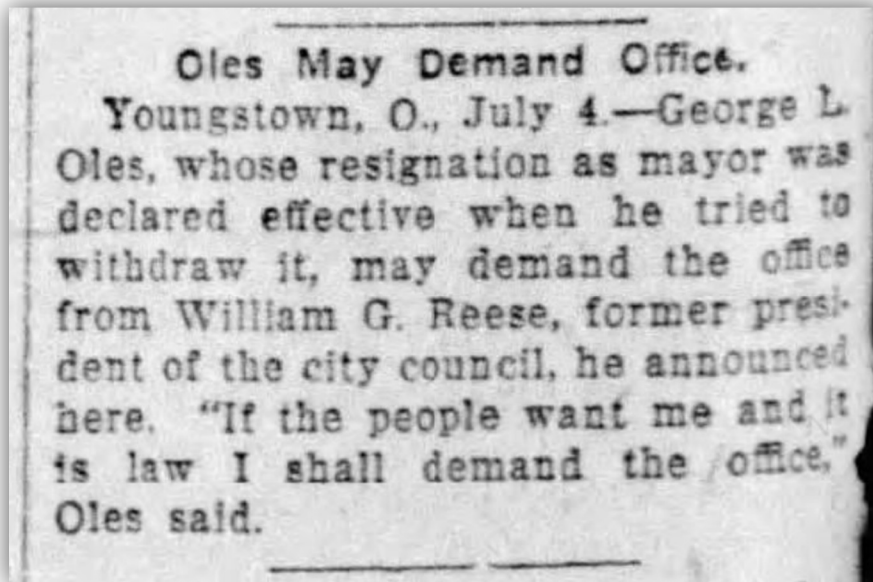 Oles May Demand Office.
Youngstown, O., July 4.—George L.
Oles, whose resignation as mayor was
declared effective when he tried to
withdraw it, may demand the office
from William G. Reese, former presi-
dent of the city council, he announced
here. "If the people want me and it
is law I shall demand the office,"
Oles said.